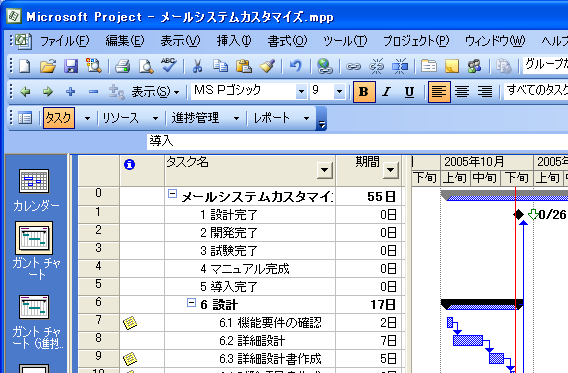 Microsoft Project - メールシステムカスタマイズ.mpp
ファイル(F) 編集(E) 表示(V) 挿入(I) 書式(O) ツール(T) プロジェクト(P) ウィンドウ(W) ヘル
グループか
表示(S) MS Pゴシック 9 B I U すべてのタスク
タスク リソース 進捗管理 レポート
導入
タスク名 期間 2005年10月 2005年
下旬 上旬 中旬 下旬 上旬
0 メールシステムカスタマイズ 55日
1 1 設計完了 0日 10/26
2 2 開発完了 0日
3 3 試験完了 0日
4 4 マニュアル完成 0日
5 5 導入完了 0日
6 6 設計 17日
7 6.1 機能要件の確認 2日
8 6.2 詳細設計 7日
9 6.3 詳細設計書作成 5日
10
カレンダー
ガント チャート
ガント チャート (進捗